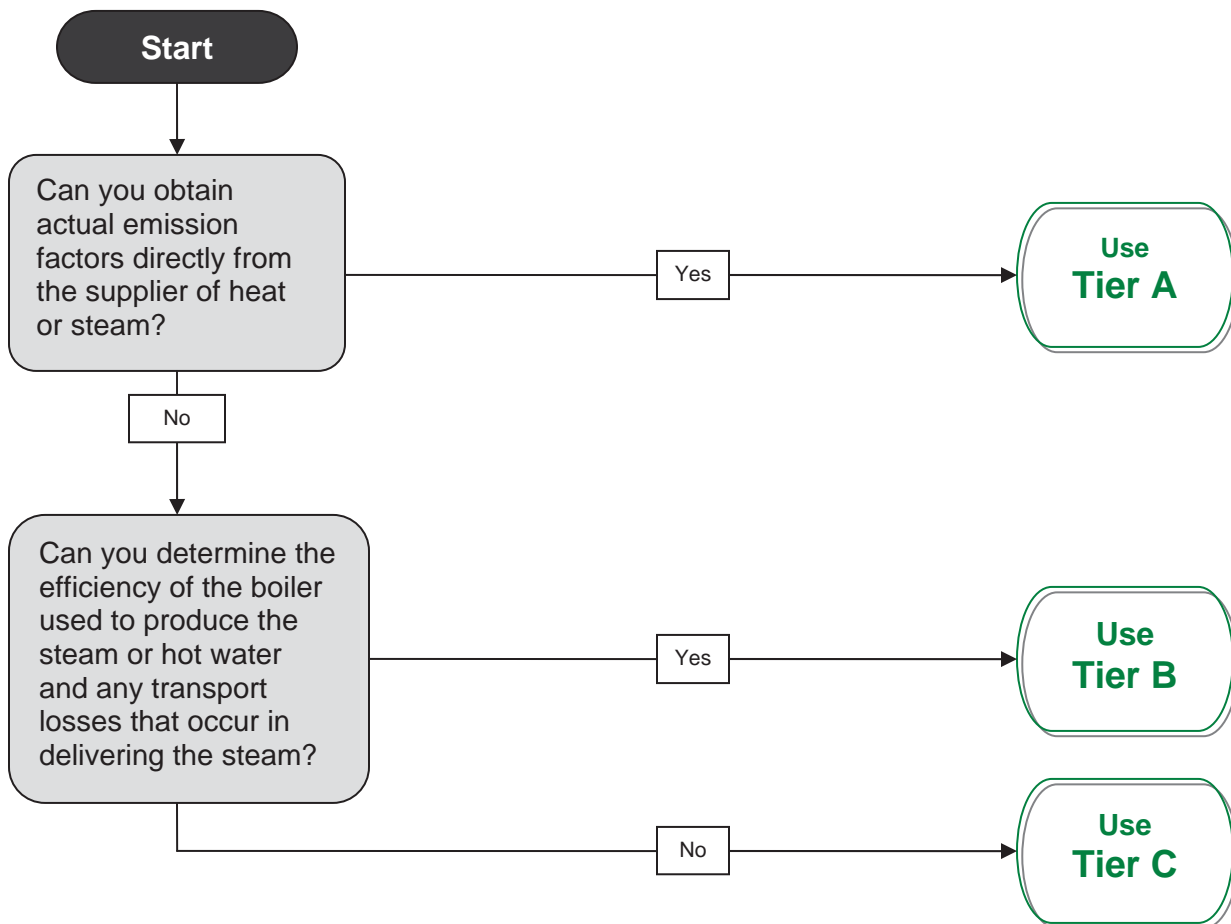 Start
Can you obtain
actual emission
factors directly from
the supplier of heat
or steam?
Yes
Use
Tier A
No
Can you determine the
efficiency of the boiler
used to produce the
steam or hot water
and any transport
losses that occur in
delivering the steam?
Yes
Use
Tier B
No
Use
Tier C